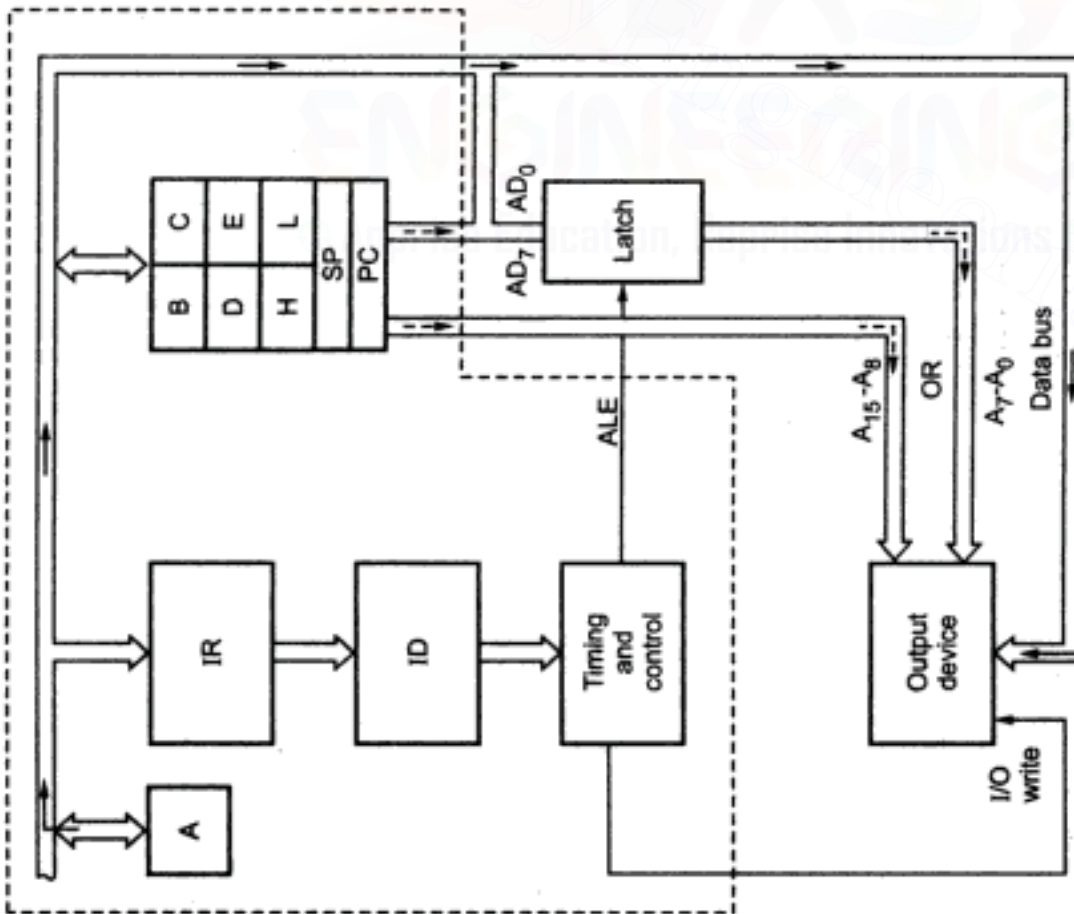 A
IR
ID
Timing
and
control
B C
D E
H L
SP
PC
ALE
AD₇ AD₀
Latch
A₁₅-A₈
OR
A₇-A₀
Data bus
Output
device
I/O
write
ENGINEERING